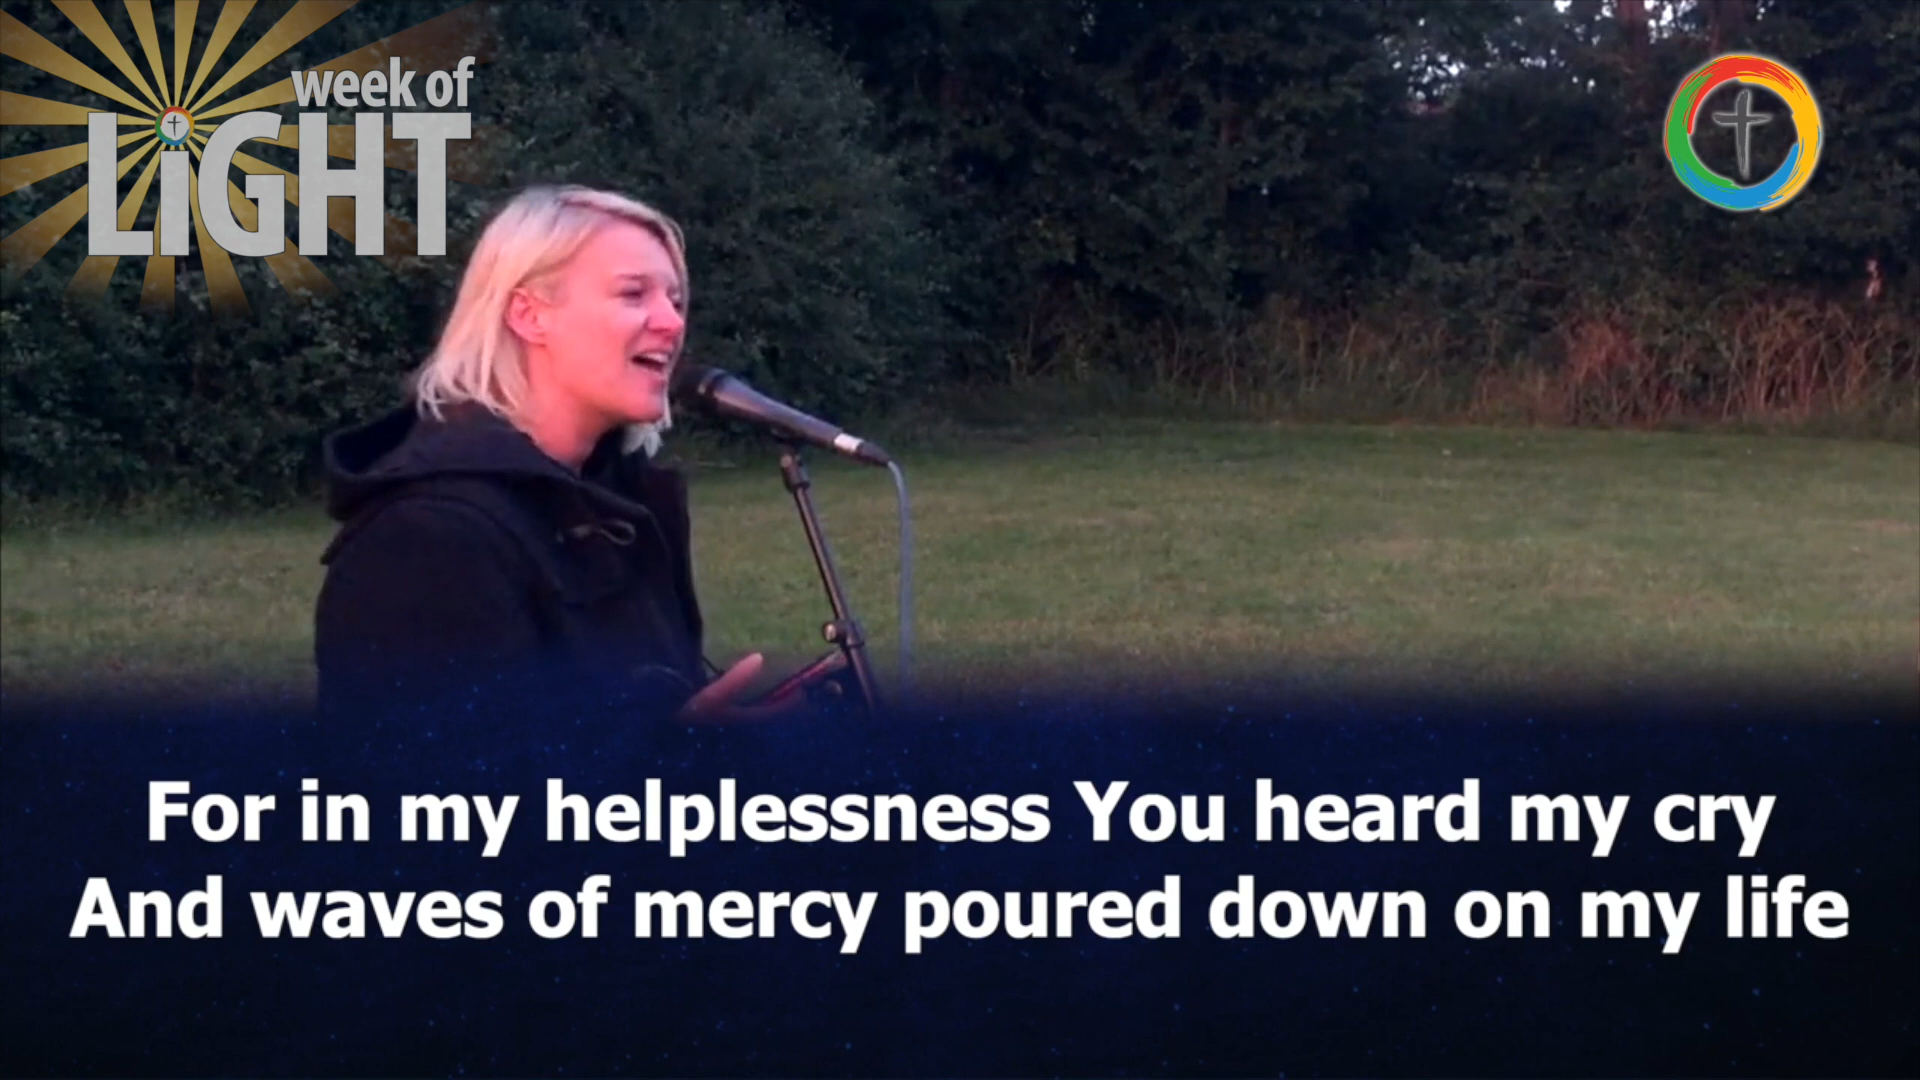 week of
LiGHT
For in my helplessness You heard my cry
And waves of mercy poured down on my life